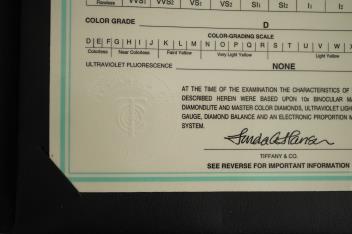 Flawless VVS1 VVS2 VS1 VS2 SI1 SI2 I1 I2
COLOR GRADE D
COLOR-GRADING SCALE
D E F G H I J K L M N O P Q R S T U V W X
Colorless Near Colorless Faint Yellow Very Light Yellow Light
ULTRAVIOLET FLUORESCENCE NONE
AT THE TIME OF THE EXAMINATION THE CHARACTERISTICS OF
DESCRIBED HEREIN WERE BASED UPON 10x BINOCULAR MA
DIAMONDLITE AND MASTER COLOR DIAMONDS, ULTRAVIOLET LIGH
GAUGE, DIAMOND BALANCE AND AN ELECTRONIC PROPORTION M
SYSTEM.
TIFFANY & CO.
SEE REVERSE FOR IMPORTANT INFORMATION